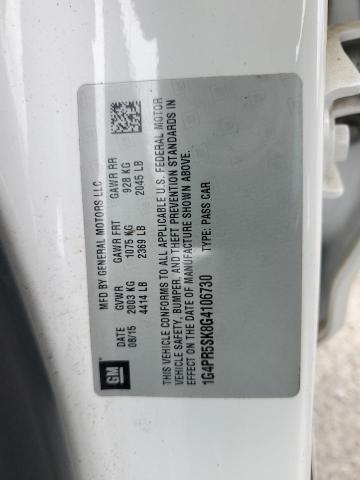 MFD BY GENERAL MOTORS LLC
DATE GVWR GAWR FRT GAWR RR
08/15 2003 KG 1075 KG 928 KG
4414 LB 2369 LB 2045 LB
GM
THIS VEHICLE CONFORMS TO ALL APPLICABLE U.S. FEDERAL MOTOR
VEHICLE SAFETY, BUMPER, AND THEFT PREVENTION STANDARDS IN
EFFECT ON THE DATE OF MANUFACTURE SHOWN ABOVE.
1G4PR5SK8G4106730 TYPE: PASS CAR